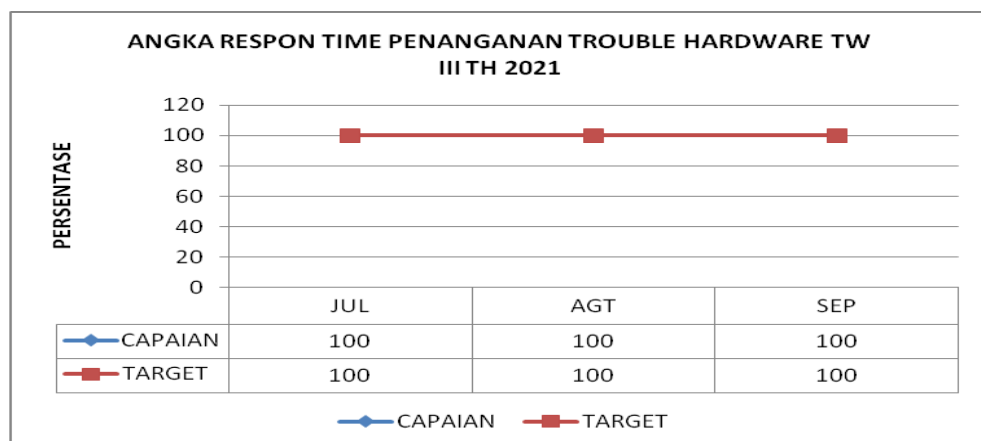 ANGKA RESPON TIME PENANGANAN TROUBLE HARDWARE TW
III TH 2021
PERSENTASE
120
100
80
60
40
20
0
JUL AGT SEP
CAPAIAN 100 100 100
TARGET 100 100 100
CAPAIAN TARGET